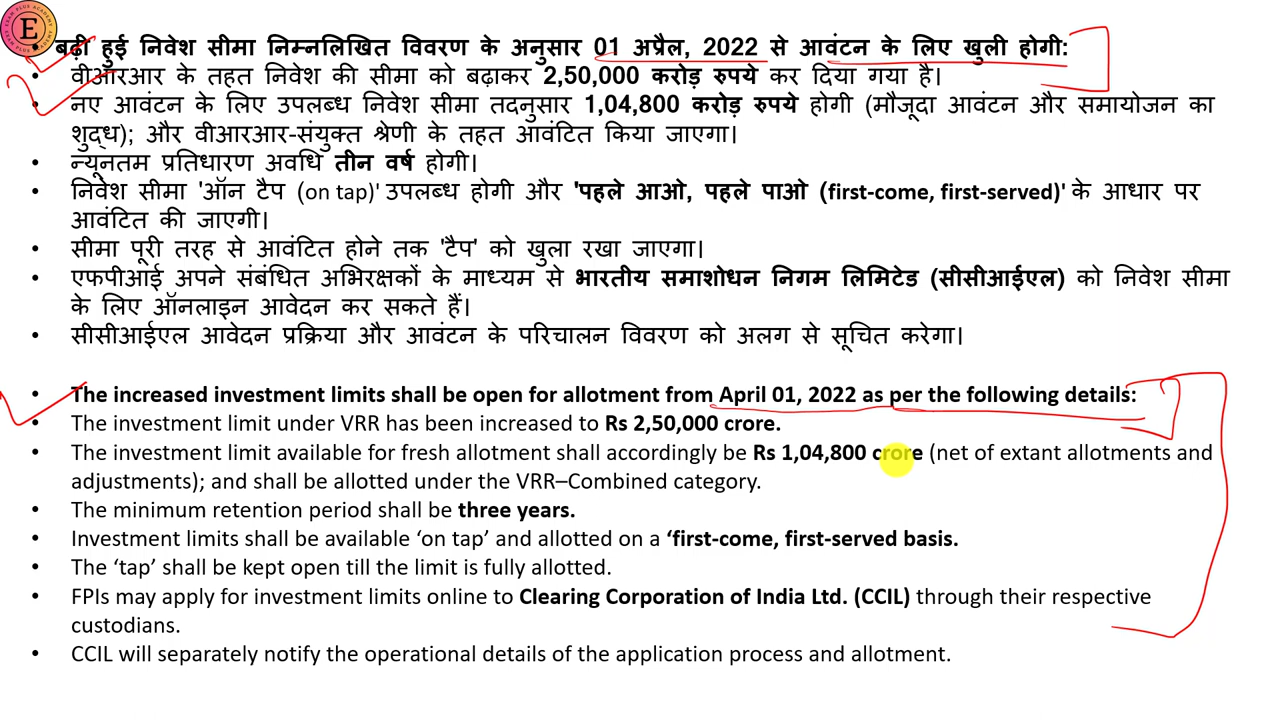 बढ़ी हुई निवेश सीमा निम्नलिखित विवरण के अनुसार 01 अप्रैल, 2022 से आवंटन के लिए खुली होगी:
• वीआरआर के तहत निवेश की सीमा को बढ़ाकर 2,50,000 करोड़ रुपये कर दिया गया है।
• नए आवंटन के लिए उपलब्ध निवेश सीमा तदनुसार 1,04,800 करोड़ रुपये होगी (मौजूदा आवंटन और समायोजन का
शुद्ध); और वीआरआर-संयुक्त श्रेणी के तहत आवंटित किया जाएगा।
• न्यूनतम प्रतिधारण अवधि तीन वर्ष होगी।
• निवेश सीमा 'ऑन टैप (on tap)' उपलब्ध होगी और 'पहले आओ, पहले पाओ (first-come, first-served)' के आधार पर
आवंटित की जाएगी।
• सीमा पूरी तरह से आवंटित होने तक 'टैप' को खुला रखा जाएगा।
• एफपीआई अपने संबंधित अभिरक्षकों के माध्यम से भारतीय समाशोधन निगम लिमिटेड (सीसीआईएल) को निवेश सीमा
के लिए ऑनलाइन आवेदन कर सकते हैं।
• सीसीआईएल आवेदन प्रक्रिया और आवंटन के परिचालन विवरण को अलग से सूचित करेगा।
• The increased investment limits shall be open for allotment from April 01, 2022 as per the following details:
• The investment limit under VRR has been increased to Rs 2,50,000 crore.
• The investment limit available for fresh allotment shall accordingly be Rs 1,04,800 crore (net of extant allotments and
adjustments); and shall be allotted under the VRR–Combined category.
• The minimum retention period shall be three years.
• Investment limits shall be available ‘on tap’ and allotted on a ‘first-come, first-served basis.
• The ‘tap’ shall be kept open till the limit is fully allotted.
• FPIs may apply for investment limits online to Clearing Corporation of India Ltd. (CCIL) through their respective
custodians.
• CCIL will separately notify the operational details of the application process and allotment.